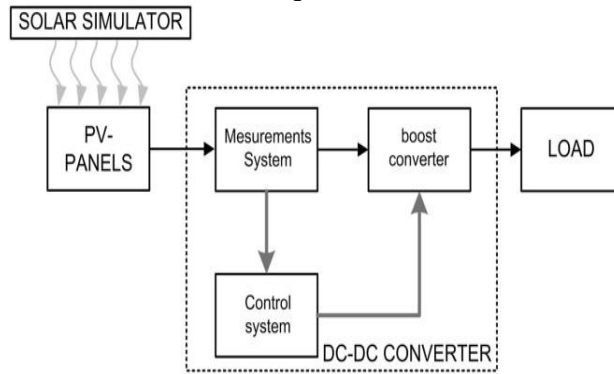 SOLAR SIMULATOR
PV-
PANELS
Mesurements
System
boost
converter
LOAD
Control
system
DC-DC CONVERTER